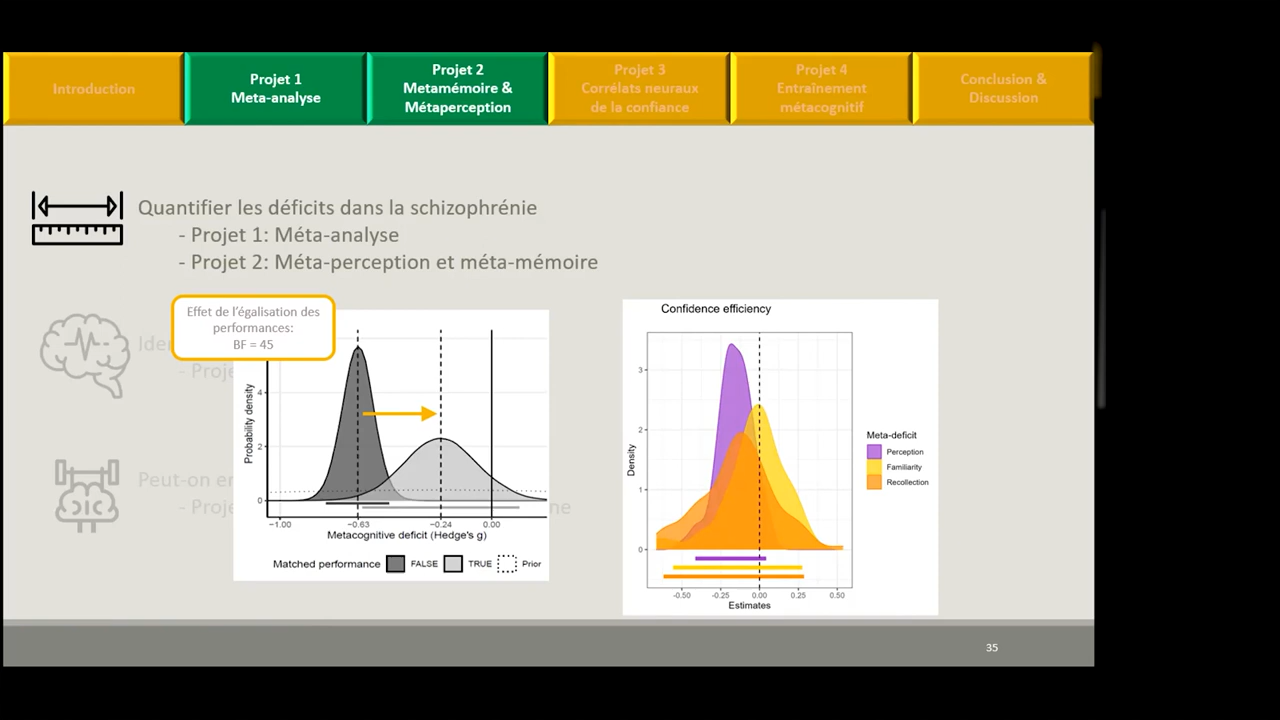 Introduction
Projet 1
Meta-analyse
Projet 2
Metamémoire &
Métaperception
Projet 3
Corrélats neuraux
de la confiance
Projet 4
Entraînement
métacognitif
Conclusion &
Discussion
Quantifier les déficits dans la schizophrénie
- Projet 1: Méta-analyse
- Projet 2: Méta-perception et méta-mémoire
Effet de l'égalisation des
performances:
BF = 45
Probability density
4
2
0
−1.00
−0.63
−0.24
0.00
Metacognitive deficit (Hedge's g)
Matched performance
FALSE
TRUE
Prior
Confidence efficiency
Density
3
2
1
0
-0.50
-0.25
0.00
0.25
0.50
Estimates
Meta-deficit
Perception
Familiarity
Recollection
Peut-on
35